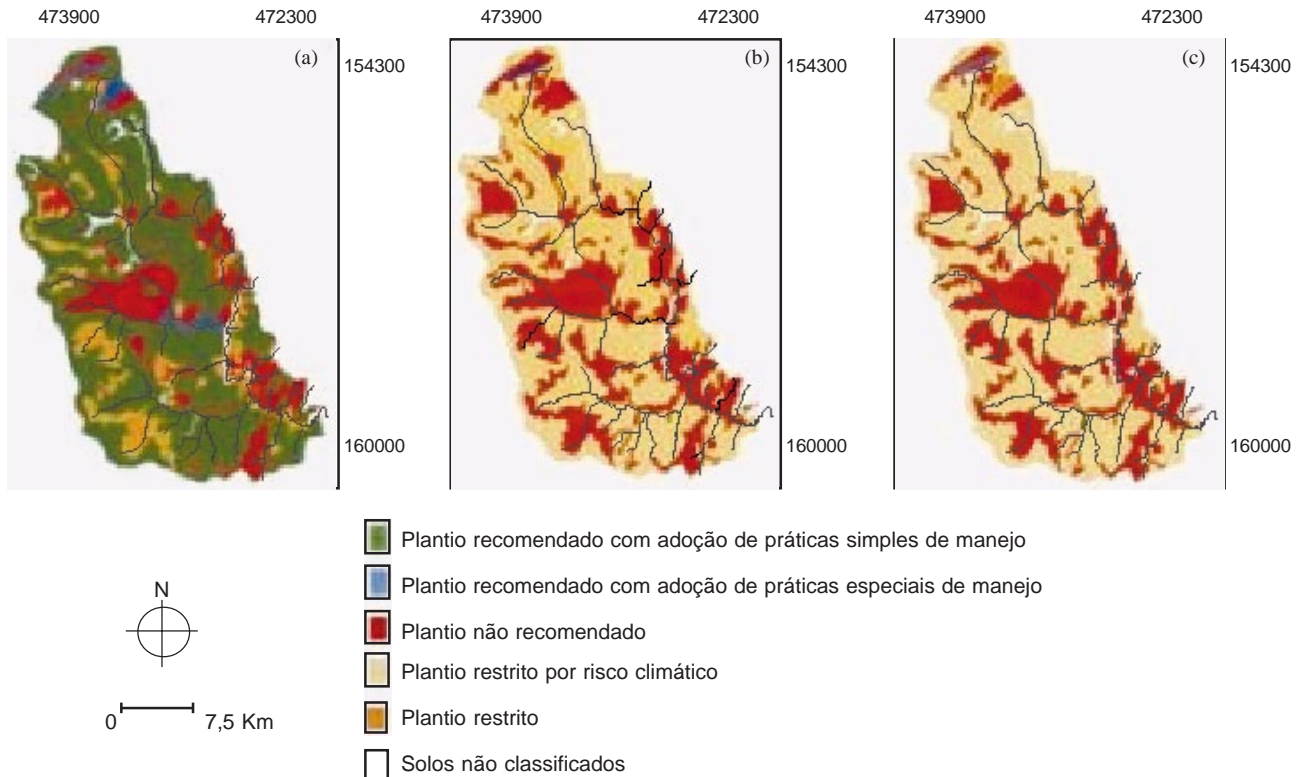 473900 472300 473900 472300 473900 472300
(a) 154300 (b) 154300 (c) 154300
160000 160000 160000
Plantio recomendado com adoção de práticas simples de manejo
Plantio recomendado com adoção de práticas especiais de manejo
N
Plantio não recomendado
Plantio restrito por risco climático
0 7,5 Km
Plantio restrito
Solos não classificados